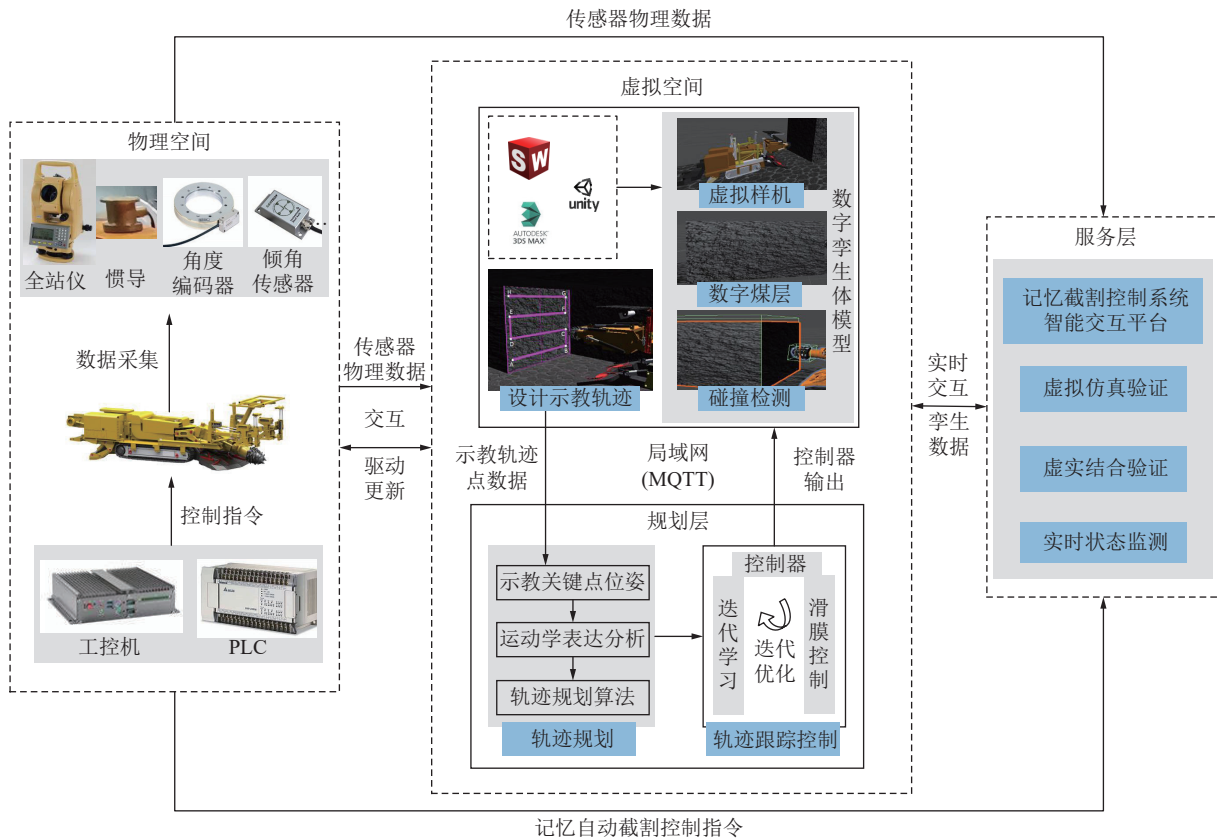 传感器物理数据
物理空间
全站仪
惯导
角度
编码器
倾角
传感器
数据采集
控制指令
工控机
PLC
传感器
物理数据
交互
驱动
更新
虚拟空间
SW
unity
AUTODESK
3DS MAX
设计示教轨迹
虚拟样机
数字煤层
碰撞检测
数字孪生体模型
示教轨迹
点数据
局域网
(MQTT)
控制器
输出
规划层
示教关键点位姿
运动学表达分析
轨迹规划算法
轨迹规划
控制器
迭代学习
迭代
优化
滑膜控制
轨迹跟踪控制
实时
交互
孪生
数据
服务层
记忆截割控制系统
智能交互平台
虚拟仿真验证
虚实结合验证
实时状态监测
记忆自动截割控制指令